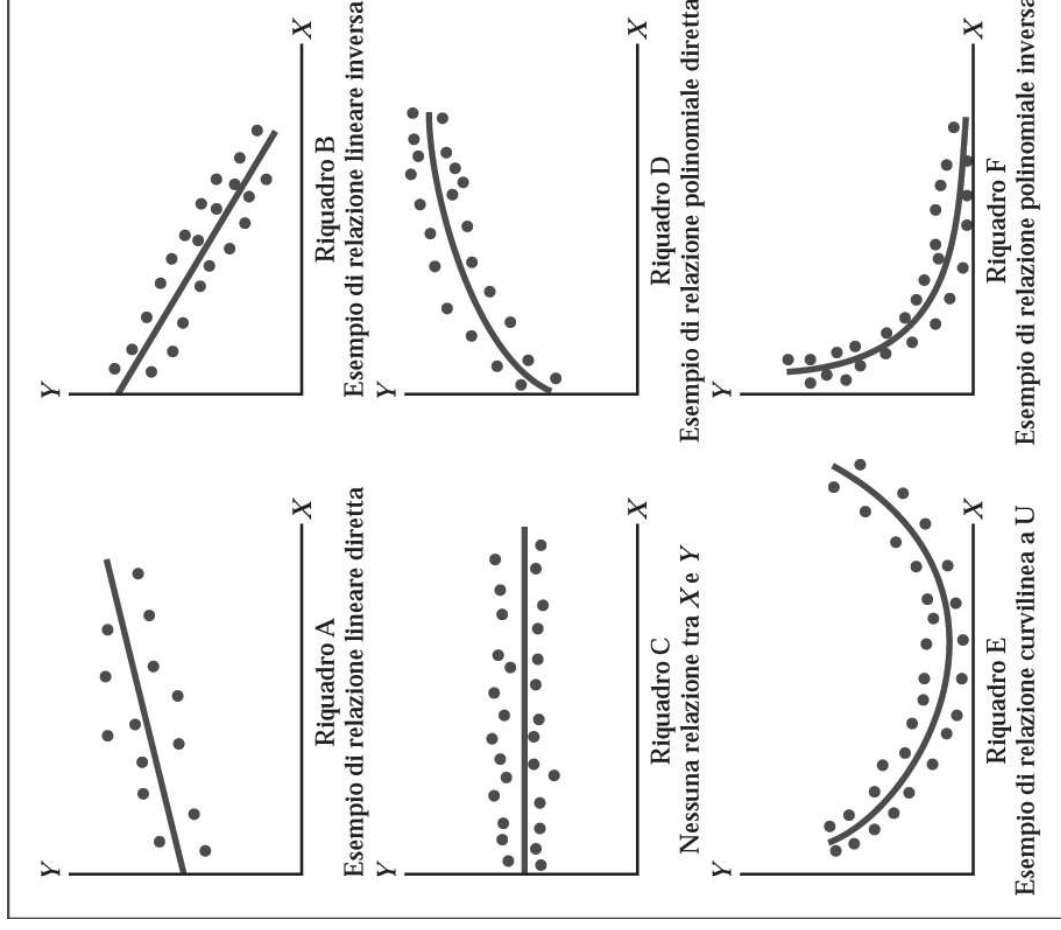 Y
X
Riquadro A
Esempio di relazione lineare diretta
Y
X
Riquadro B
Esempio di relazione lineare inversa
Y
X
Riquadro C
Nessuna relazione tra X e Y
Y
X
Riquadro D
Esempio di relazione polinomiale diretta
Y
X
Riquadro E
Esempio di relazione curvilinea a U
Y
X
Riquadro F
Esempio di relazione polinomiale inversa